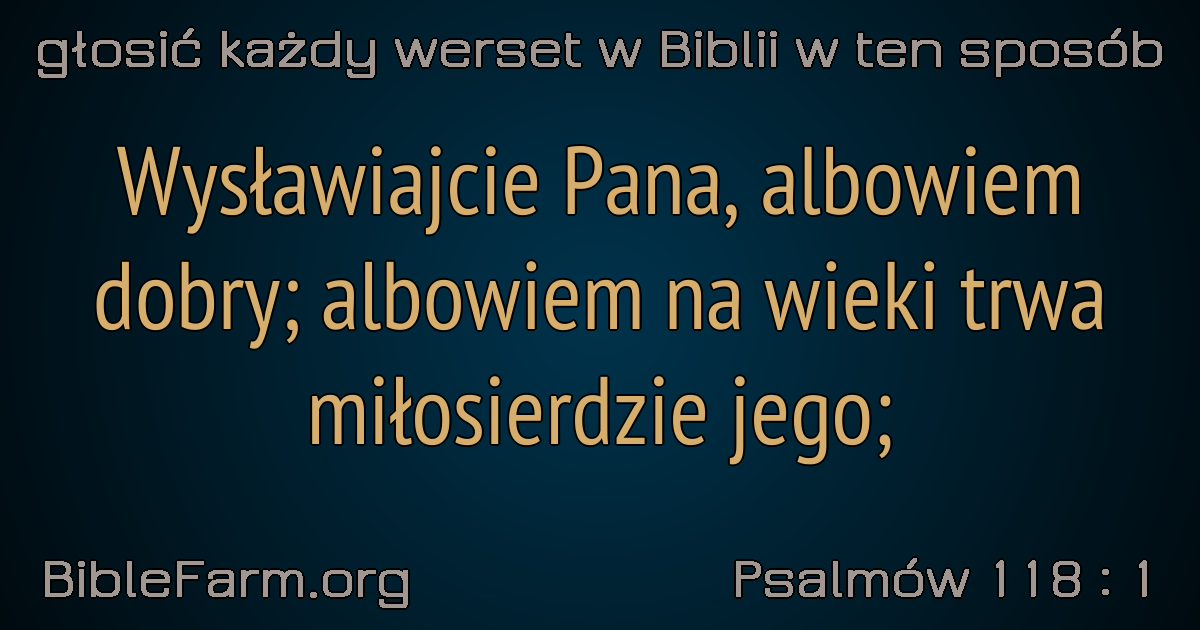 głosić każdy werset w Biblii w ten sposób
Wysławiajcie Pana, albowiem
dobry; albowiem na wieki trwa
miłosierdzie jego;
BibleFarm.org
Psalmów 118 : 1